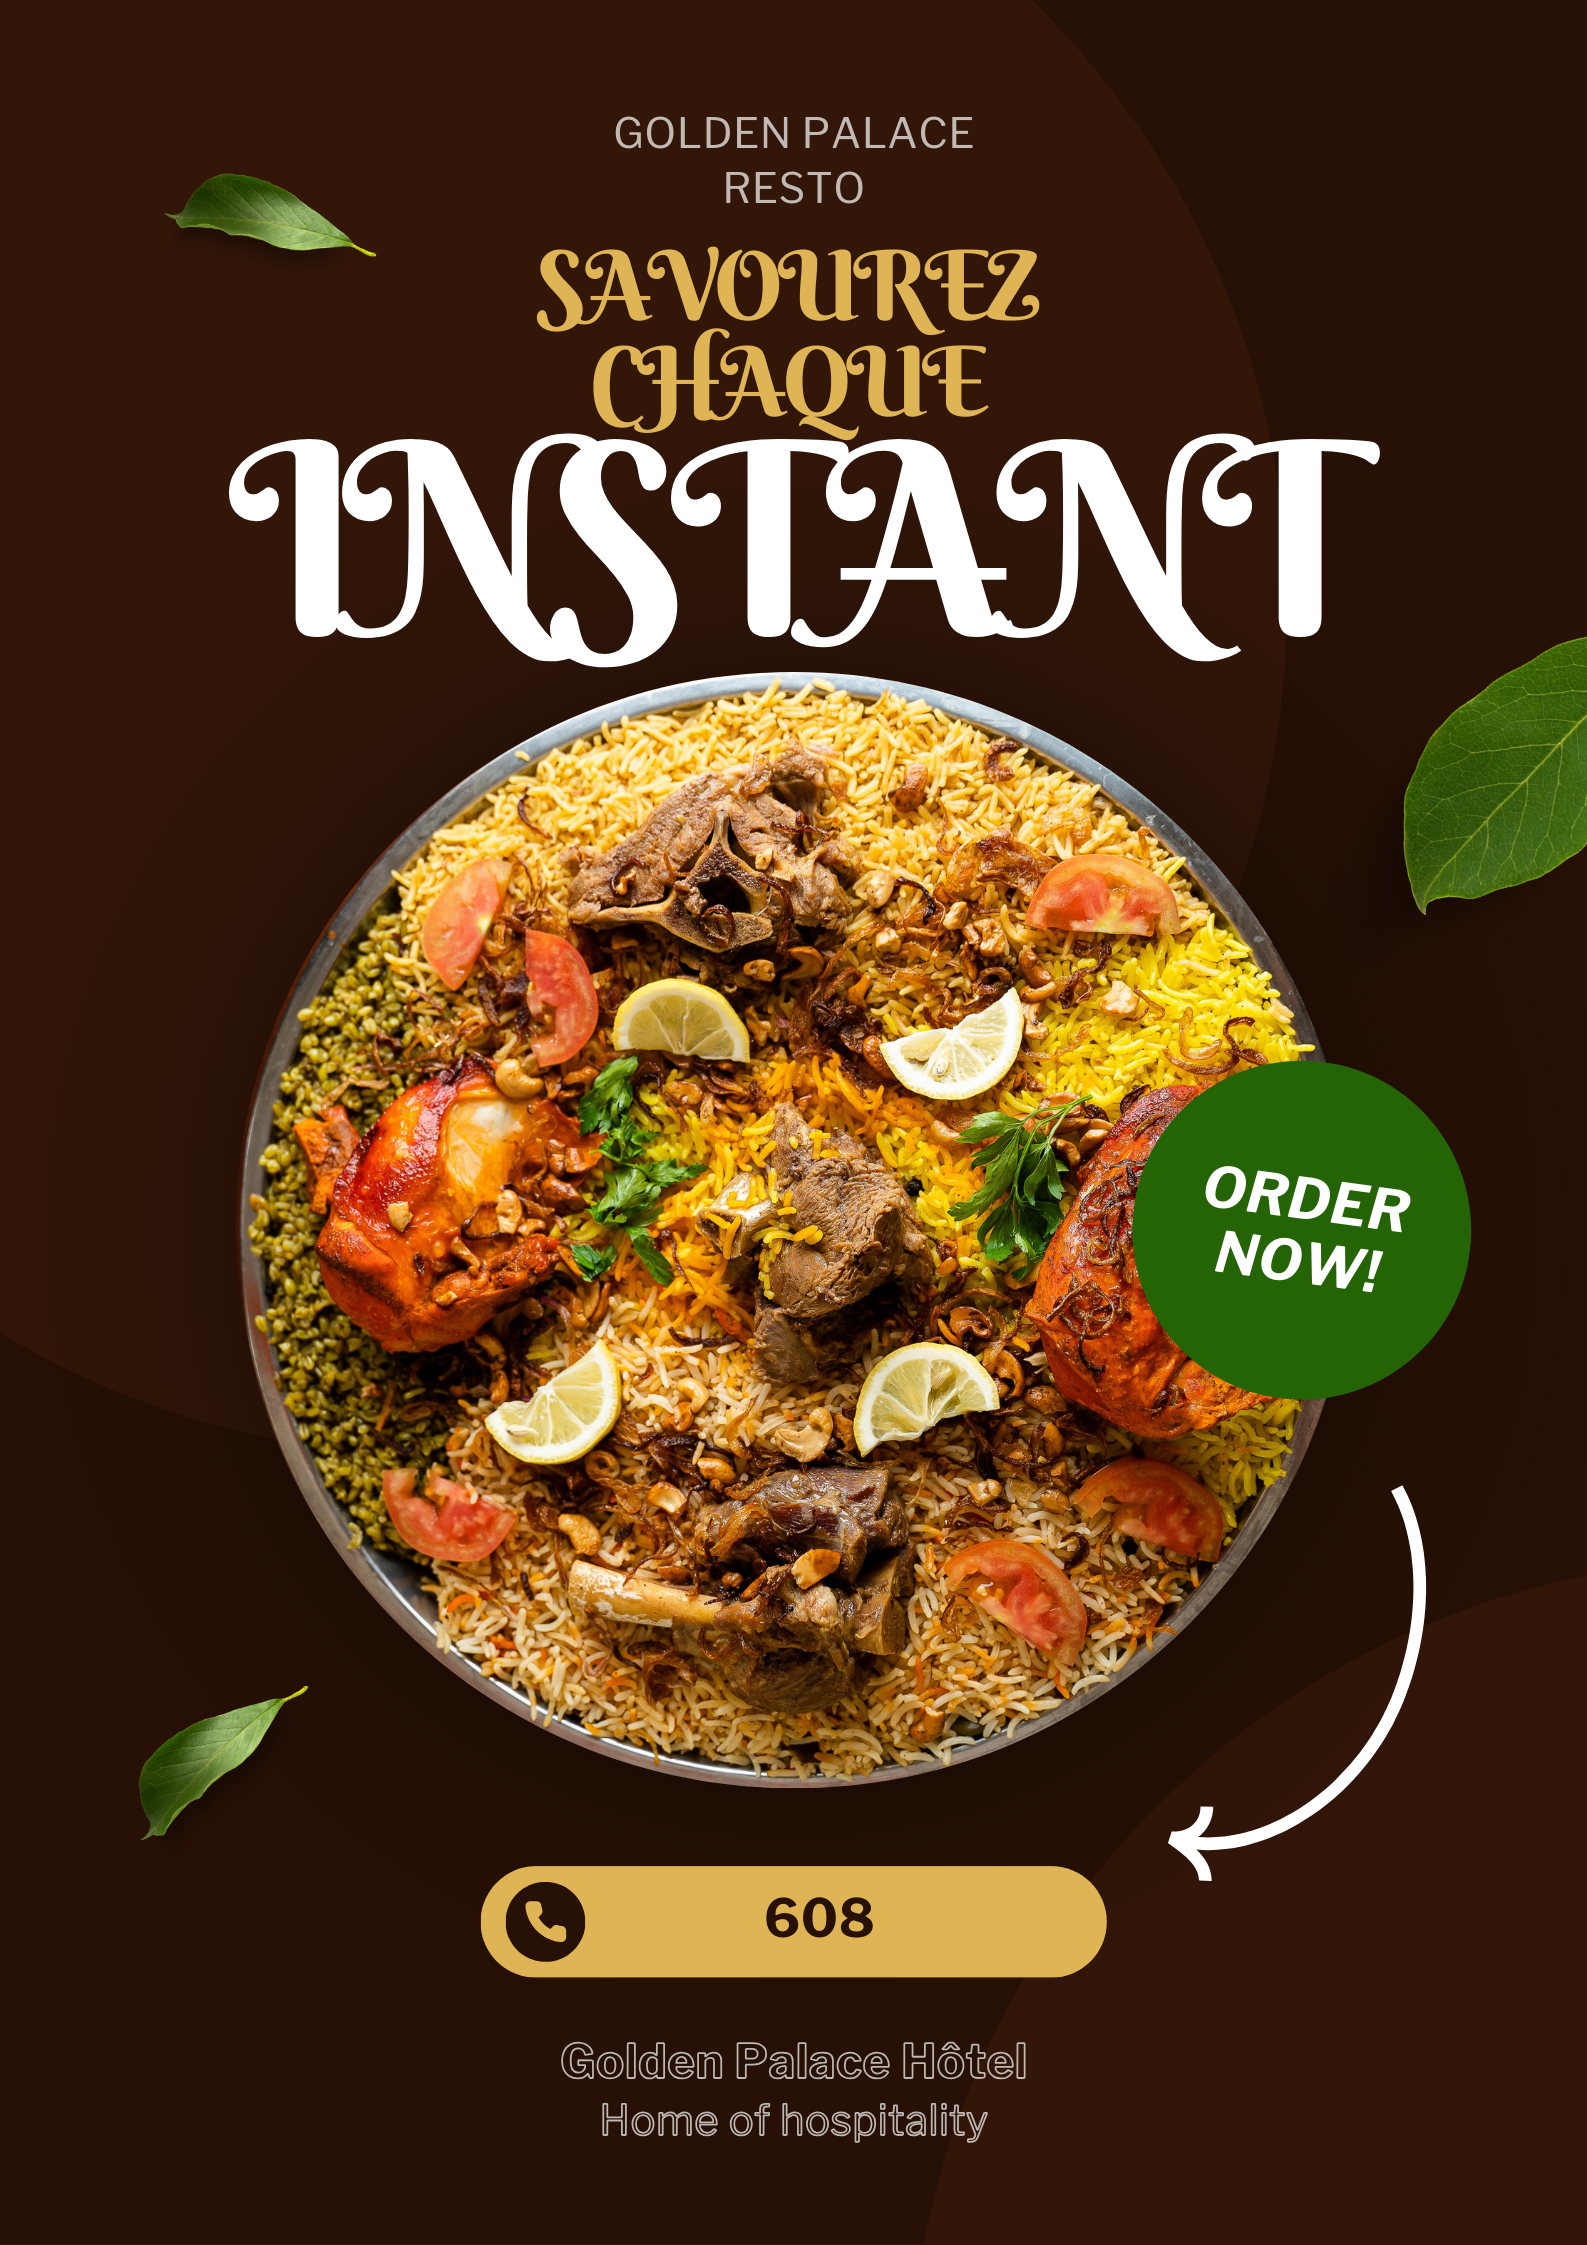 GOLDEN PALACE
RESTO
SAVOUREZ
CHAQUE
INSTANT
ORDER
NOW!
608
Golden Palace Hôtel
Home of hospitality